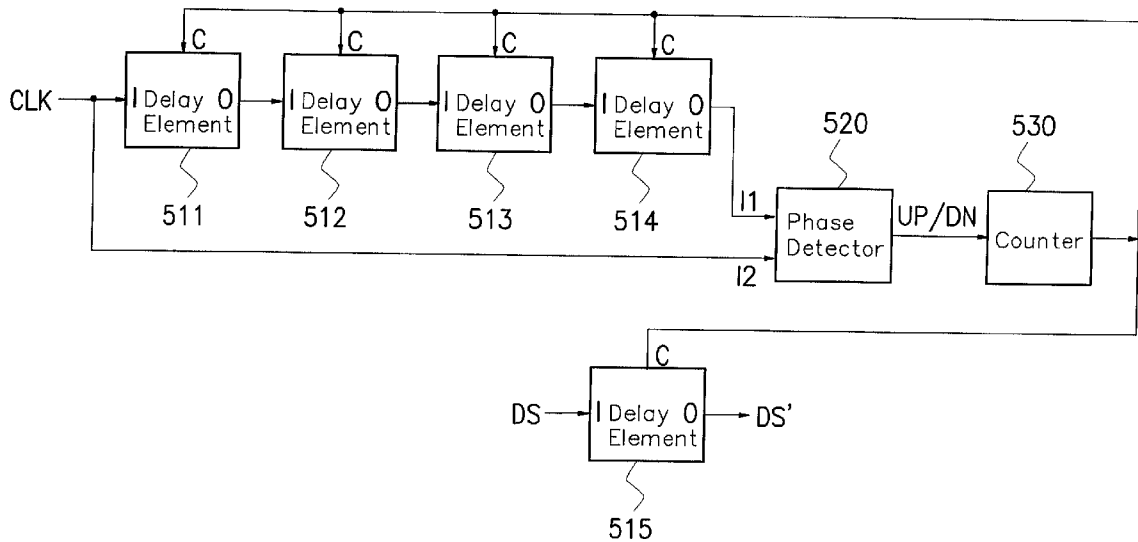 C
C
C
C
CLK
I Delay O
Element
I Delay O
Element
I Delay O
Element
I Delay O
Element
511
512
513
514
520
530
I1
I2
Phase
Detector
UP/DN
Counter
C
DS
I Delay O
Element
DS'
515